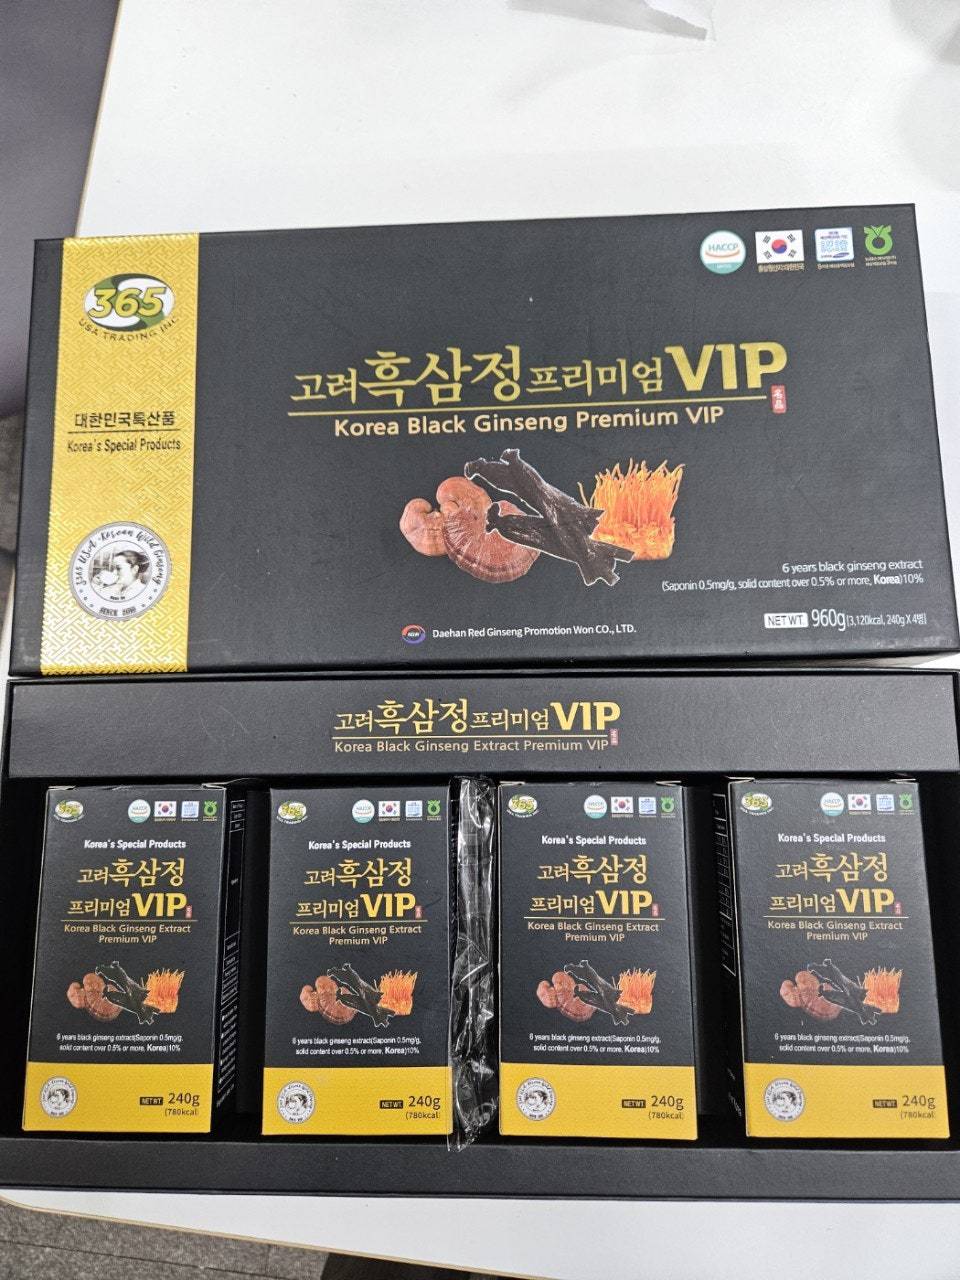 365
USA TRADING INC
대한민국특산품
Korea's Special Products
SINCE
HACCP
고려흑삼정프리미엄VIP
Korea Black Ginseng Premium VIP
6 years black ginseng extract
(Saponin 0.5mg/g, solid content over 0.5% or more, Korea)10%
NET WT. 960g[3,120kcal, 240g X 4병]
Daehan Red Ginseng Promotion Won CO., LTD.
고려흑삼정프리미엄VIP
Korea Black Ginseng Extract Premium VIP
365
HACCP
Korea's Special Products
고려흑삼정
프리미엄VIP
Korea Black Ginseng Extract
Premium VIP
6 years black ginseng extract(Saponin 0.5mg/g,
solid content over 0.5% or more, Korea)10%
NET WT. 240g
(780kcal)
365
HACCP
Korea's Special Products
고려흑삼정
프리미엄VIP
Korea Black Ginseng Extract
Premium VIP
6 years black ginseng extract(Saponin 0.5mg/g,
solid content over 0.5% or more, Korea)10%
NET WT. 240g
(780kcal)
365
HACCP
Korea's Special Products
고려흑삼정
프리미엄VIP
Korea Black Ginseng Extract
Premium VIP
6 years black ginseng extract(Saponin 0.5mg/g,
solid content over 0.5% or more, Korea)10%
NET WT. 240g
(780kcal)
365
HACCP
Korea's Special Products
고려흑삼정
프리미엄VIP
Korea Black Ginseng Extract
Premium VIP
6 years black ginseng extract(Saponin 0.5mg/g,
solid content over 0.5% or more, Korea)10%
NET WT. 240g
(780kcal)